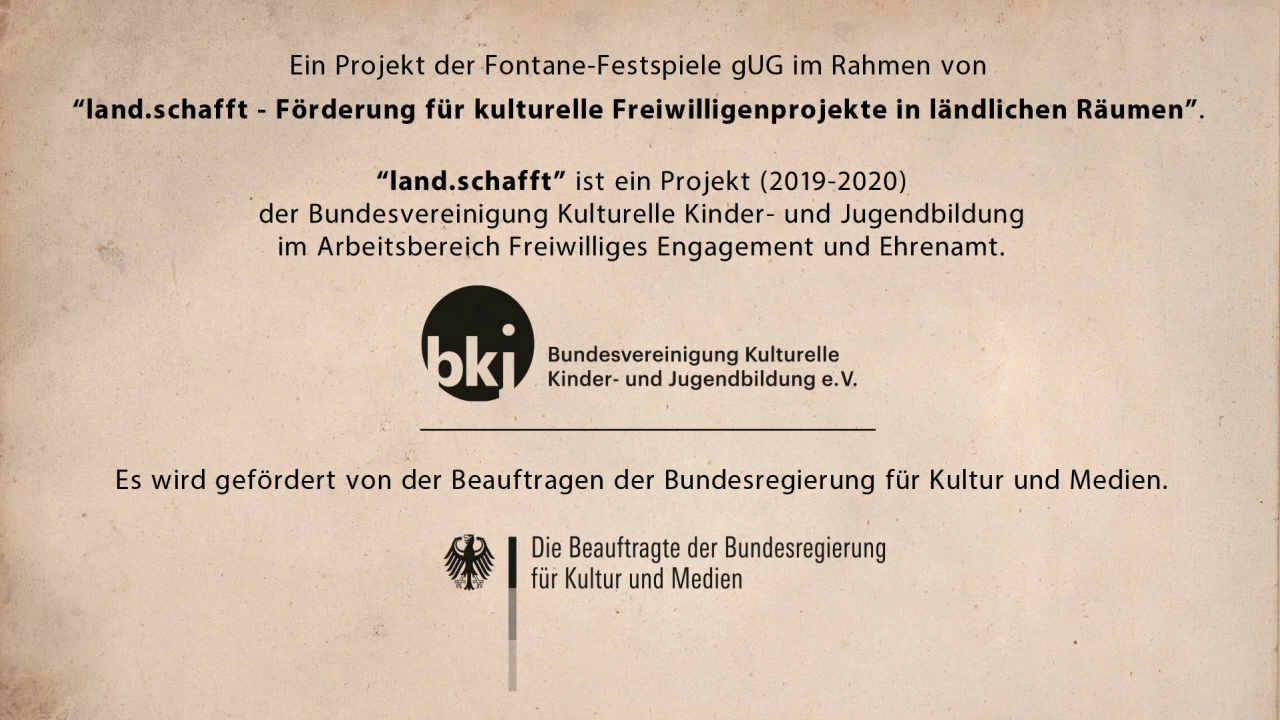 Ein Projekt der Fontane-Festspiele gUG im Rahmen von
“land.schafft - Förderung für kulturelle Freiwilligenprojekte in ländlichen Räumen”.
“land.schafft” ist ein Projekt (2019-2020)
der Bundesvereinigung Kulturelle Kinder- und Jugendbildung
im Arbeitsbereich Freiwilliges Engagement und Ehrenamt.
bkj
Bundesvereinigung Kulturelle
Kinder- und Jugendbildung e.V.
Es wird gefördert von der Beauftragen der Bundesregierung für Kultur und Medien.
Die Beauftragte der Bundesregierung
für Kultur und Medien